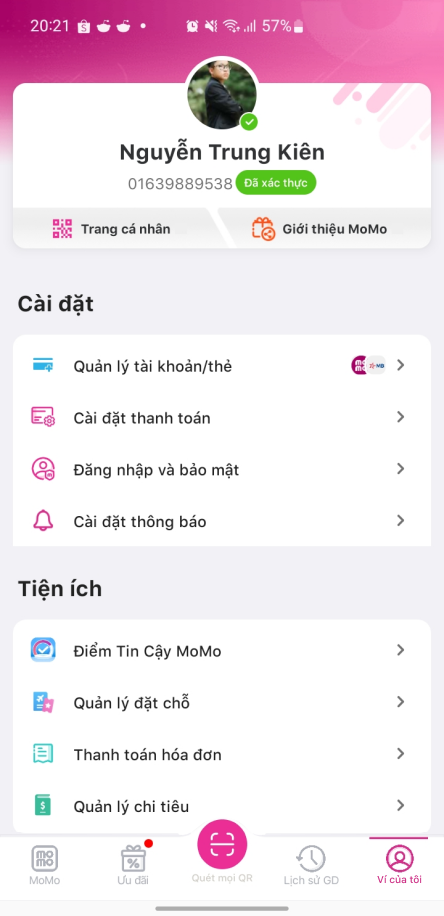 20:21
57%
Nguyễn Trung Kiên
01639889538 Đã xác thực
Trang cá nhân
Giới thiệu MoMo
Cài đặt
Quản lý tài khoản/thẻ
Cài đặt thanh toán
Đăng nhập và bảo mật
Cài đặt thông báo
Tiện ích
Điểm Tin Cậy MoMo
Quản lý đặt chỗ
Thanh toán hóa đơn
Quản lý chi tiêu
MoMo
Ưu đãi
Quét mọi QR
Lịch sử GD
Ví của tôi